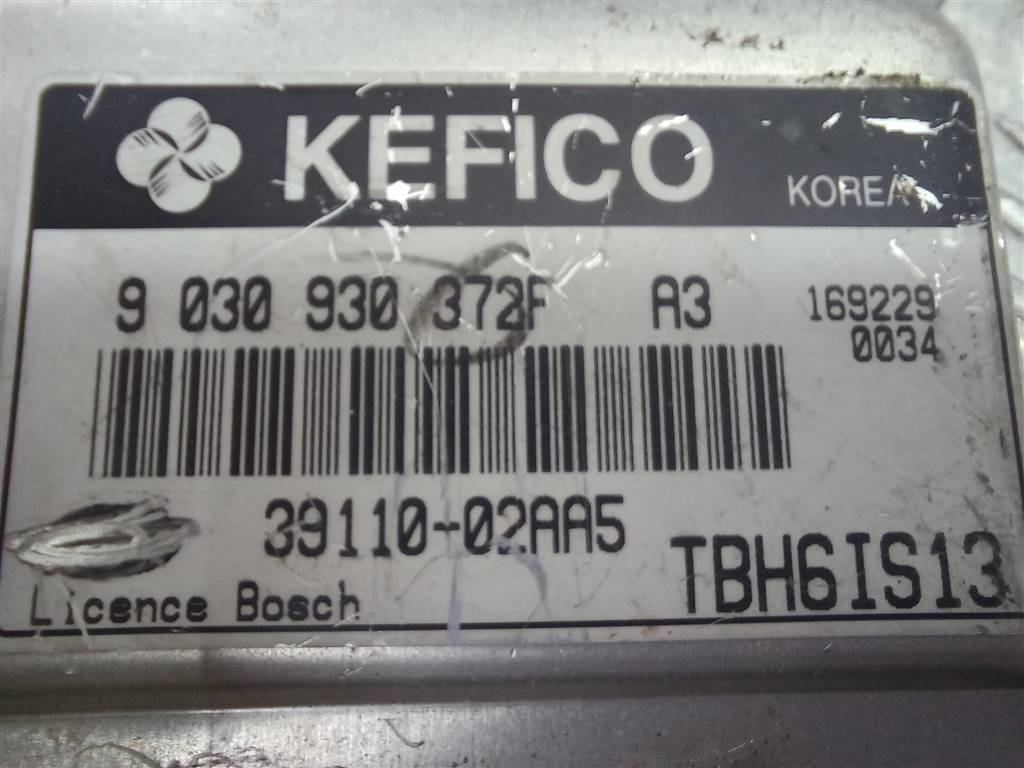 KEFICO
KOREA
9 030 930 372F A3 169229
0034
39110-02AA5
TBH6IS13
Licence Bosch